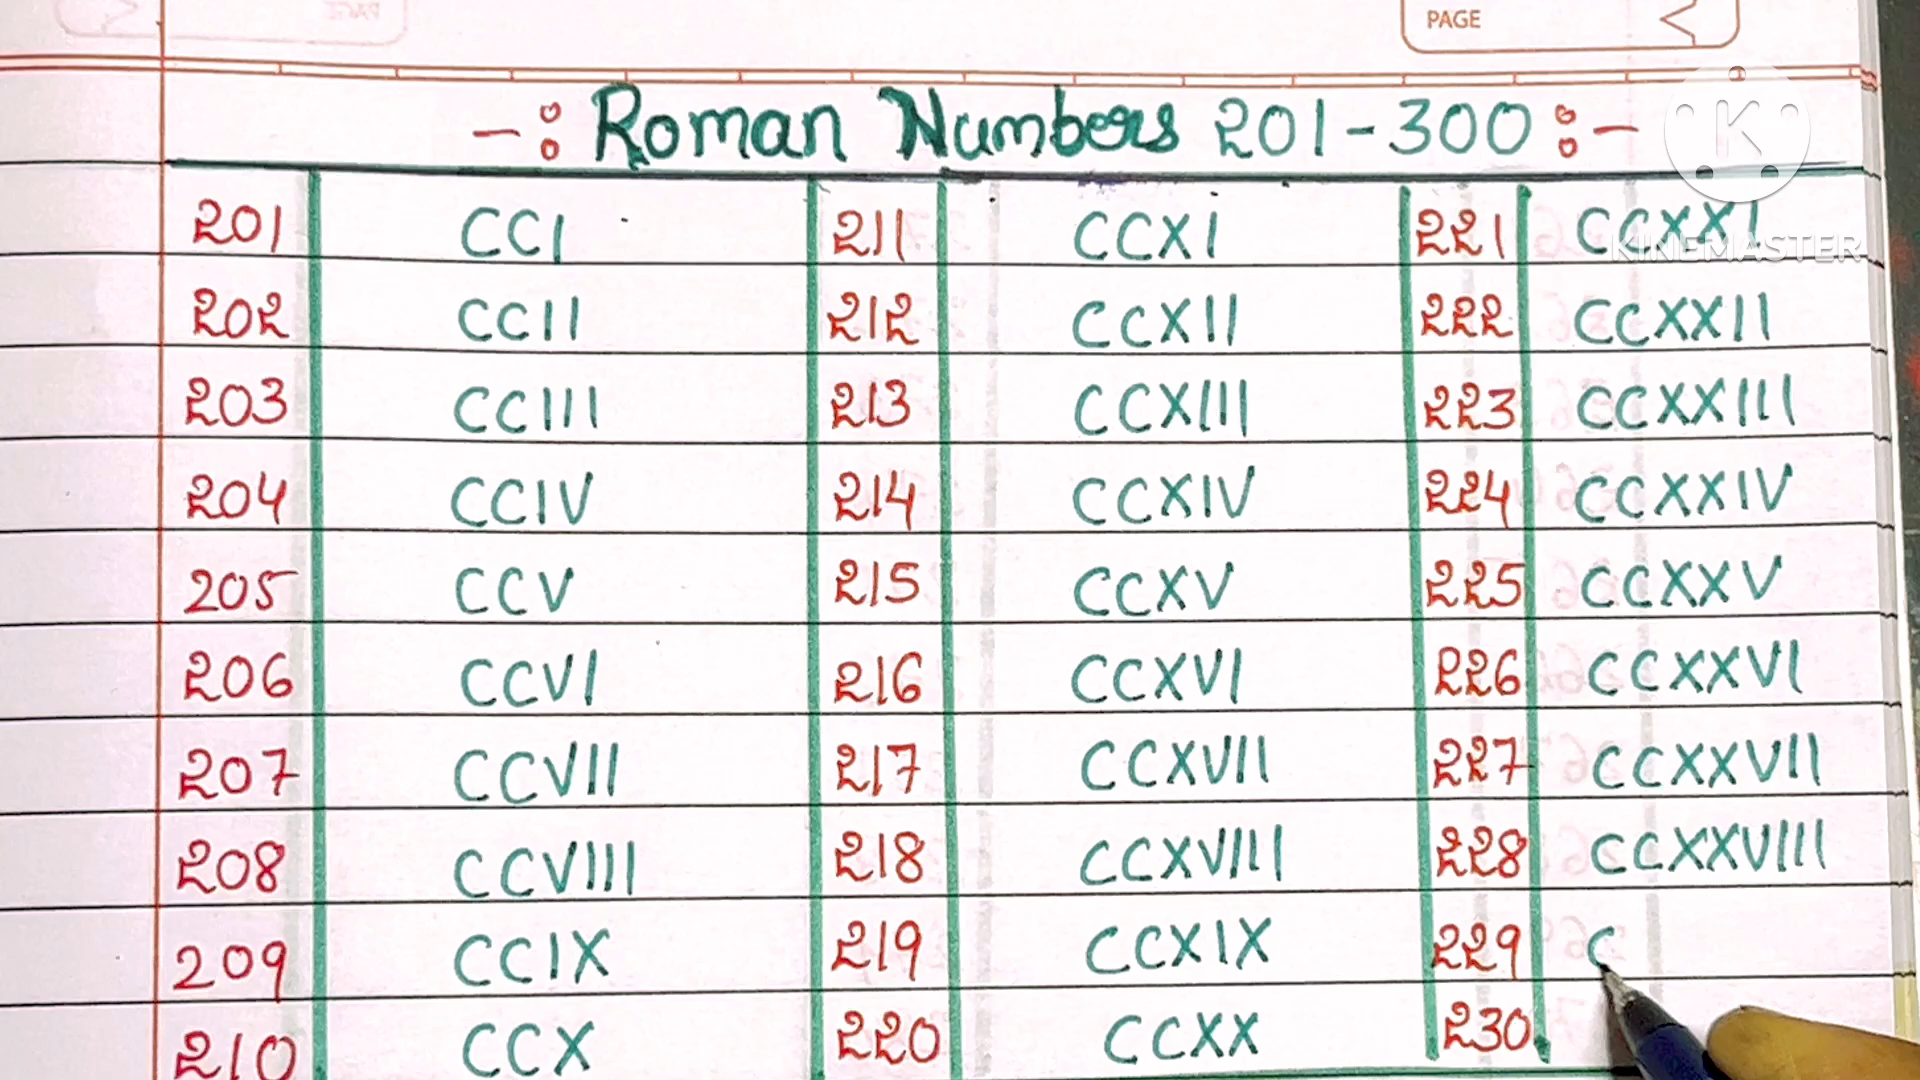 PAGE
-: Roman Numbers 201-300 :-
K
KINEMASTER
201 CCI 211 CCXI 221 CCXXI
202 CCII 212 CCXII 222 CCXXII
203 CCIII 213 CCXIII 223 CCXXIII
204 CCIV 214 CCXIV 224 CCXXIV
205 CCV 215 CCXV 225 CCXXV
206 CCVI 216 CCXVI 226 CCXXVI
207 CCVII 217 CCXVII 227 CCXXVII
208 CCVIII 218 CCXVIII 228 CCXXVIII
209 CCIX 219 CCXIX 229 C
210 CCX 220 CCXX 230